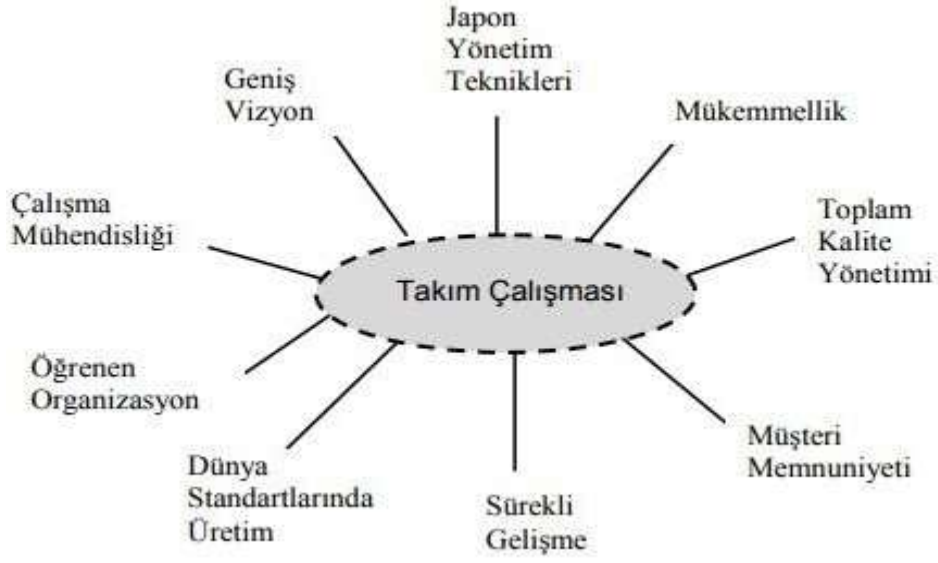 Japon
Yönetim
Teknikleri
Geniş
Vizyon
Mükemmellik
Çalışma
Mühendisliği
Toplam
Kalite
Yönetimi
Takım Çalışması
Öğrenen
Organizasyon
Müşteri
Memnuniyeti
Dünya
Standartlarında
Üretim
Sürekli
Gelişme